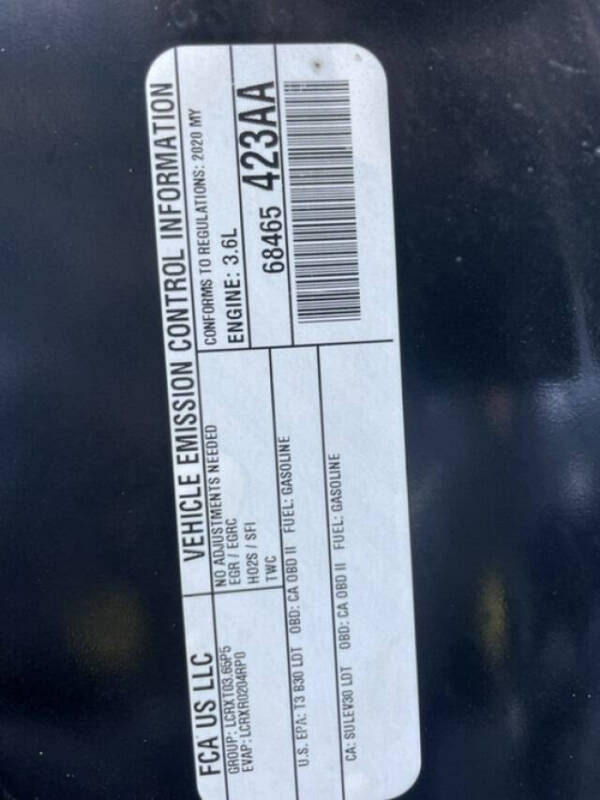 FCA US LLC
VEHICLE EMISSION CONTROL INFORMATION
GROUP: LCRXT03.65P5
EVAP: LCRXR0204RP0
NO ADJUSTMENTS NEEDED
EGR / EGRC
HO2S / SFI
TWC
CONFORMS TO REGULATIONS: 2020 MY
ENGINE: 3.6L
68465 423AA
U.S. EPA: T3 B30 LDT OBD: CA OBD II FUEL: GASOLINE
CA: SULEV30 LDT OBD: CA OBD II FUEL: GASOLINE